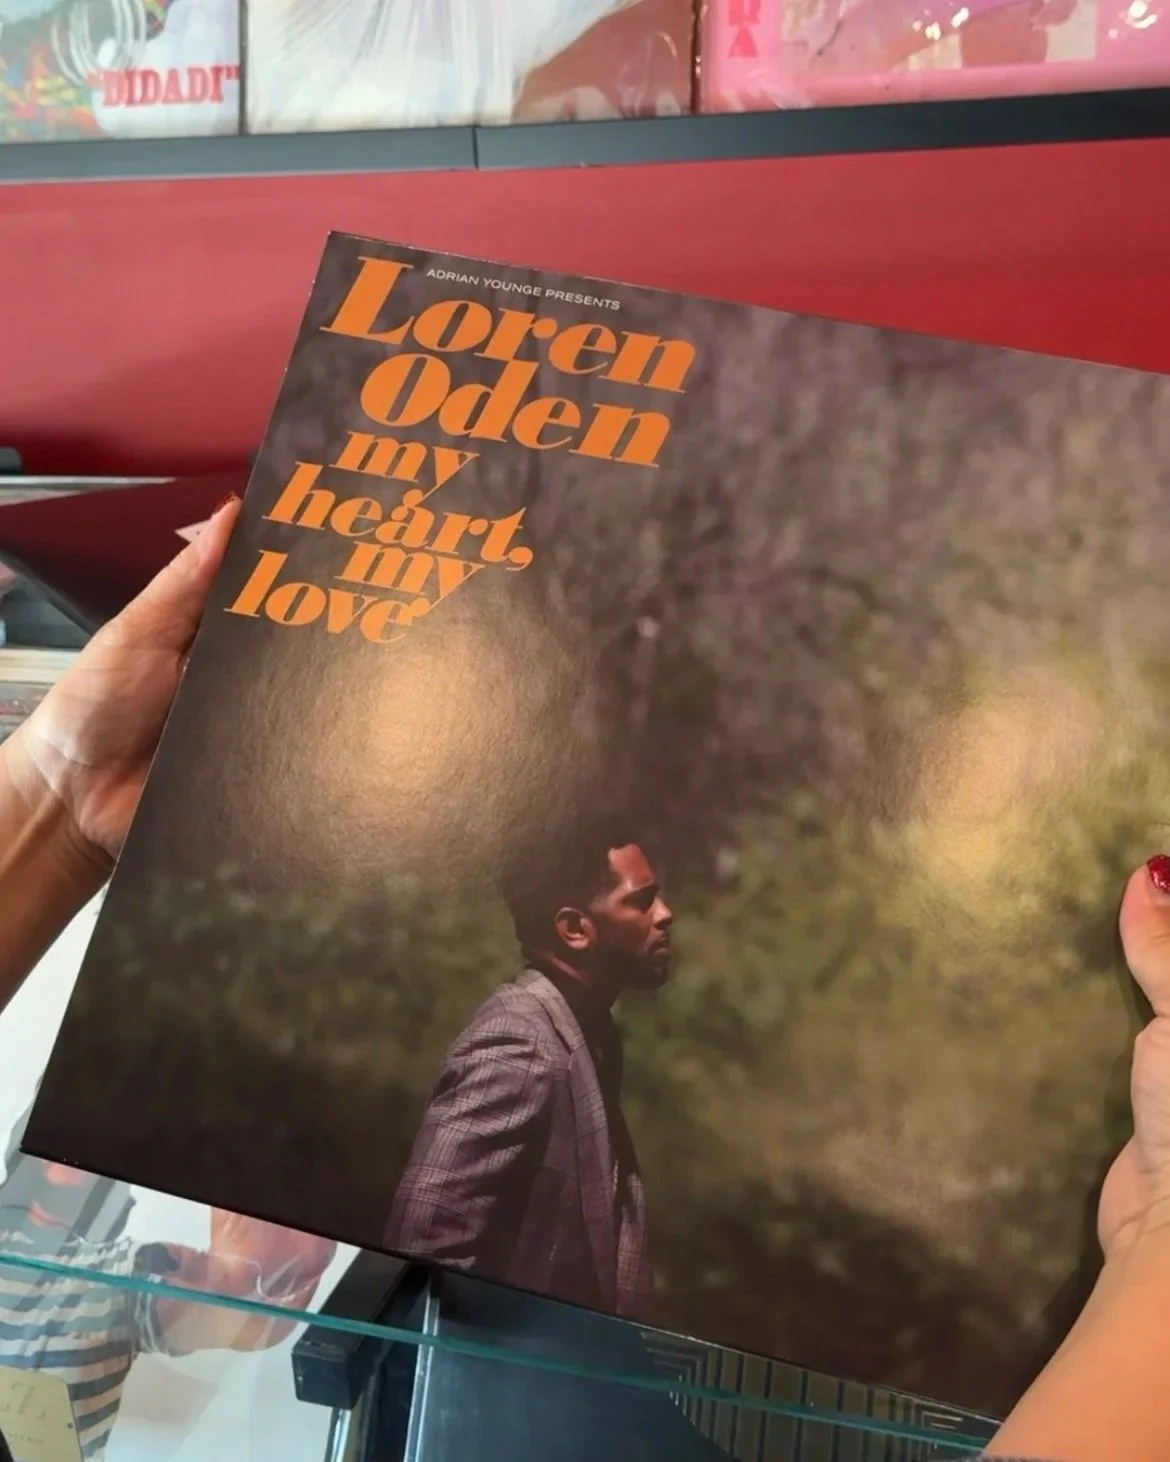 "DIDADI"
ADRIAN YOUNGE PRESENTS
Loren
Oden
my
heart,
my
love